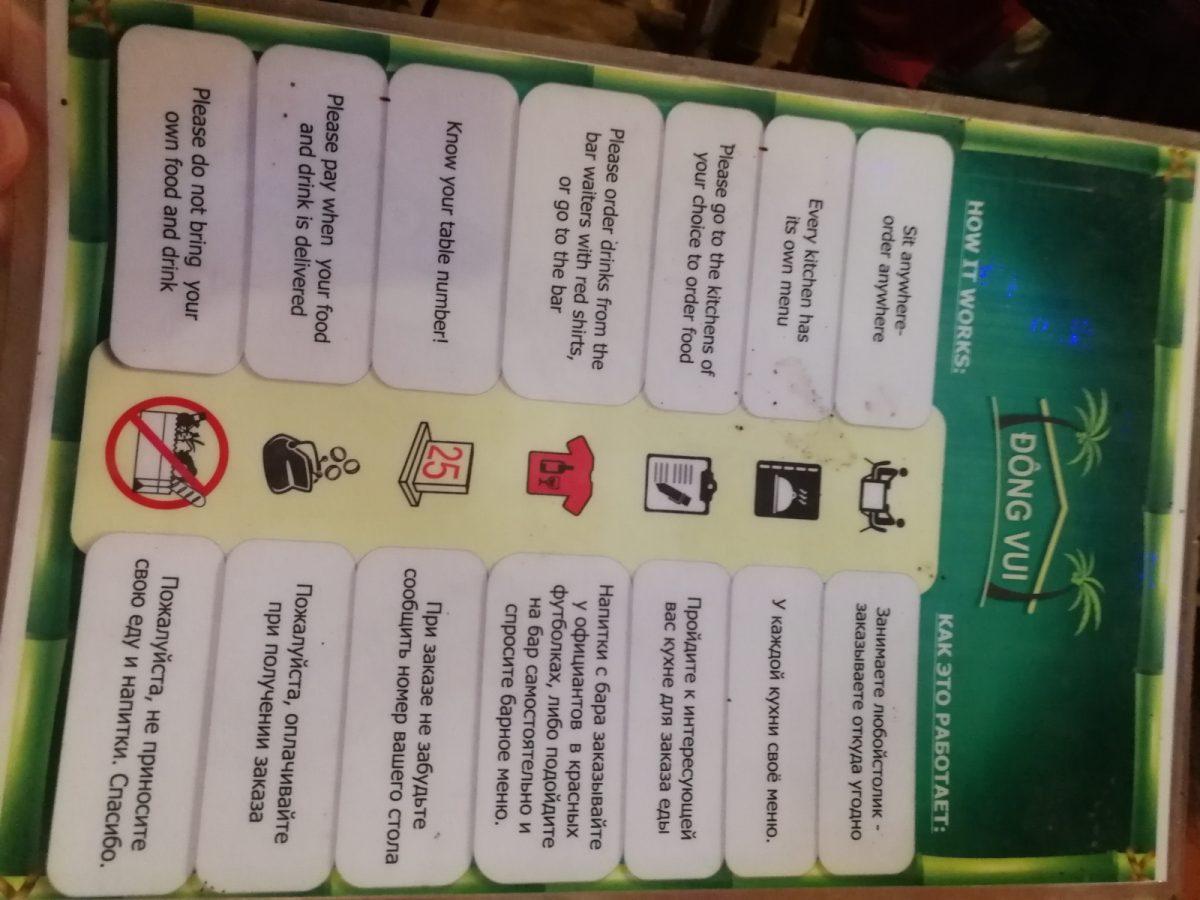 ĐÔNG VUI
HOW IT WORKS:
КАК ЭТО РАБОТАЕТ:
Sit anywhere-
order anywhere
Занимаете любойстолик -
заказываете откуда угодно
Every kitchen has
its own menu
У каждой кухни своё меню.
Please go to the kitchens of
your choice to order food
Пройдите к интересующей
вас кухне для заказа еды
Please order drinks from the
bar waiters with red shirts,
or go to the bar
Напитки с бара заказывайте
у официантов в красных
футболках, либо подойдите
на бар самостоятельно и
спросите барное меню.
Know your table number!
25
При заказе не забудьте
сообщить номер вашего стола
Please pay when your food
and drink is delivered
Пожалуйста, оплачивайте
при получении заказа
Please do not bring your
own food and drink
Пожалуйста, не приносите
свою еду и напитки. Спасибо.